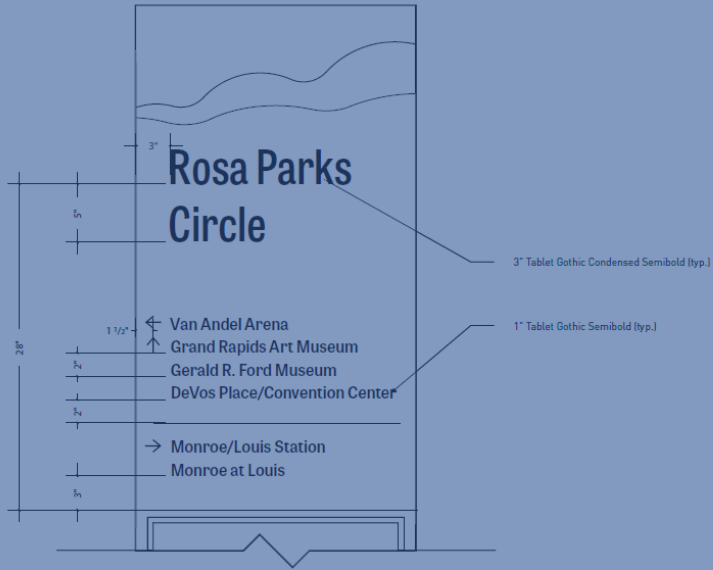 3"
Rosa Parks
Circle
5"
3" Tablet Gothic Condensed Semibold (typ.)
28"
1 1/2"
← Van Andel Arena
1" Tablet Gothic Semibold (typ.)
↑ Grand Rapids Art Museum
2"
Gerald R. Ford Museum
DeVos Place/Convention Center
2"
→ Monroe/Louis Station
Monroe at Louis
3"